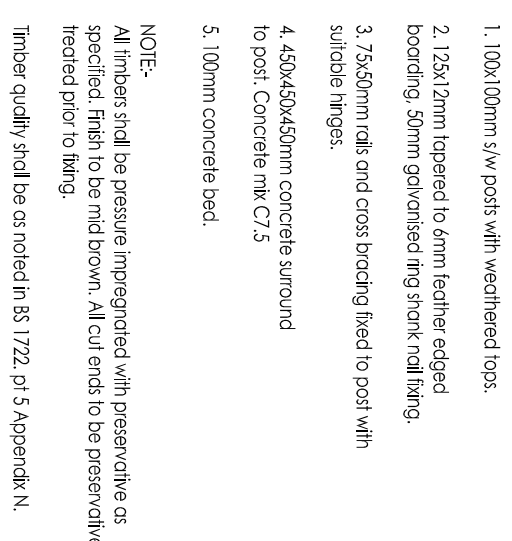 1. 100x100mm s/w posts with weathered tops.
2. 125x12mm tapered to 6mm feather edged
boarding, 50mm galvanised ring shank nail fixing.
3. 75x50mm rails and cross bracing fixed to post with
suitable hinges.
4. 450x450x450mm concrete surround
to post. Concrete mix C7.5
5. 100mm concrete bed.
NOTE:-
All timbers shall be pressure impregnated with preservative as
specified. Finish to be mid brown. All cut ends to be preservative
treated prior to fixing.
Timber quality shall be as noted in BS 1722. pt 5 Appendix N.